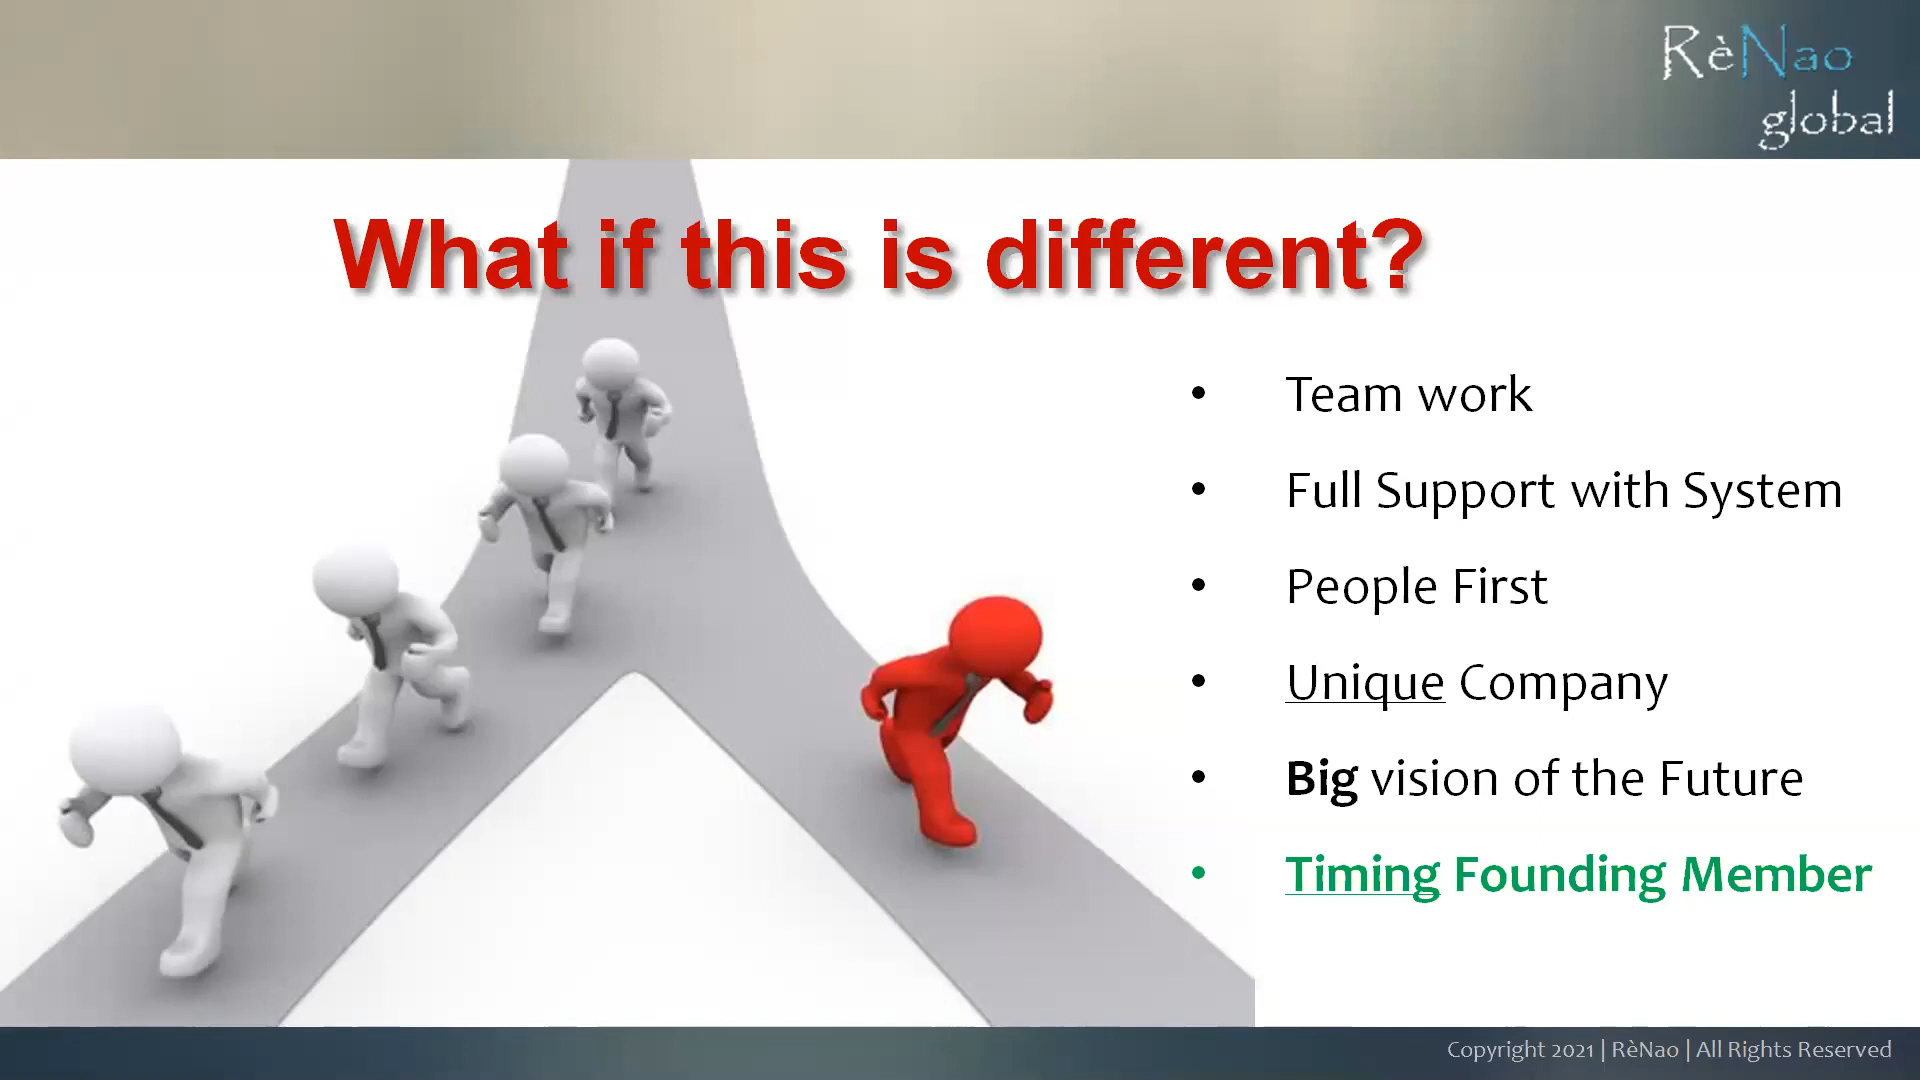 RèNao
global
What if this is different?
• Team work
• Full Support with System
• People First
• Unique Company
• Big vision of the Future
• Timing Founding Member
Copyright 2021 | RèNao | All Rights Reserved